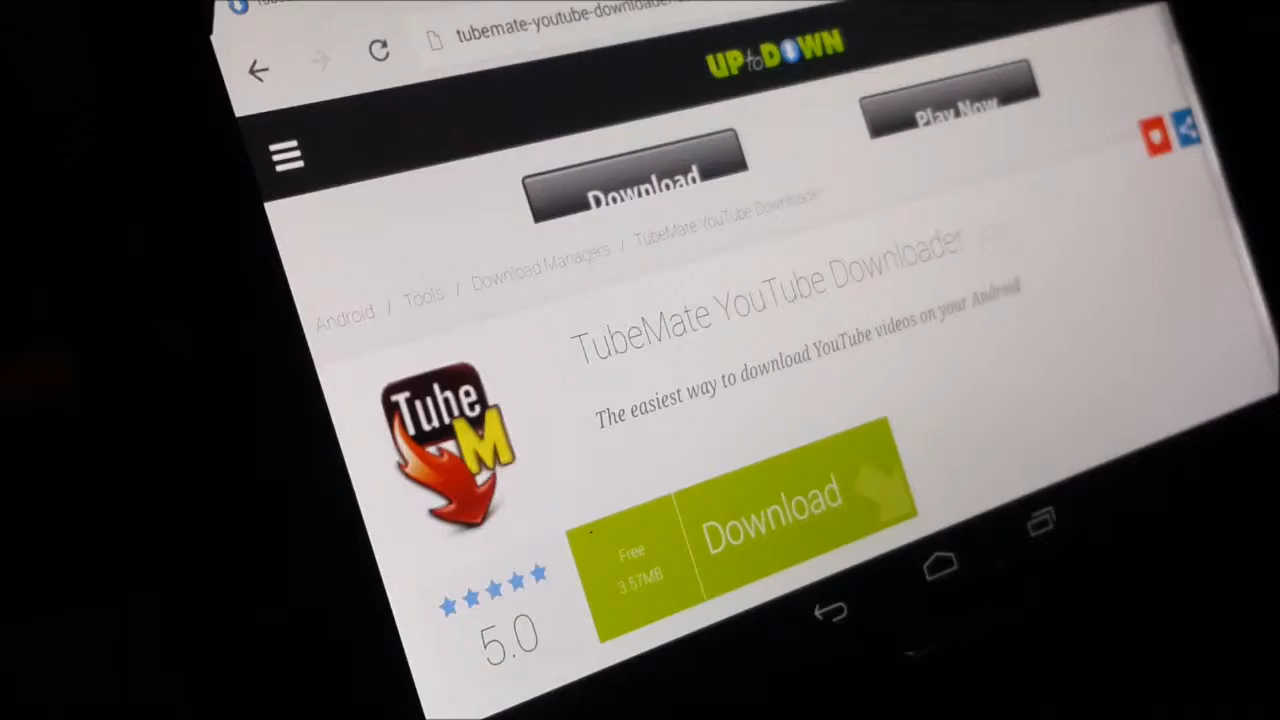 tubemate-youtube-downloader
UPtoDOWN
Play Now
Download
Android / Tools / Download Managers / TubeMate YouTube Downloader
TubeMate YouTube Downloader
The easiest way to download YouTube videos on your Android
Tube
M
Free
3.57MB
Download
5.0